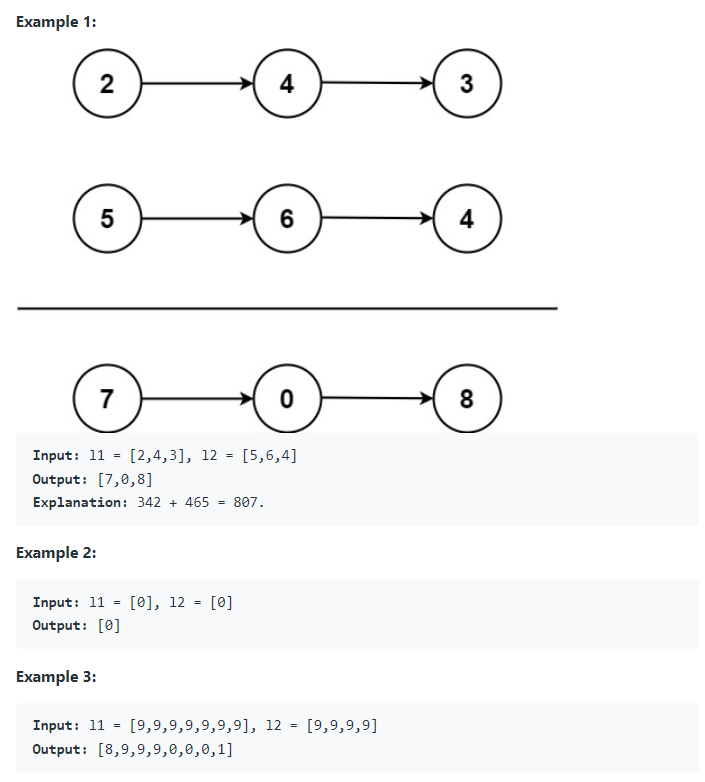 Example 1:
2 4 3
5 6 4
7 0 8
Input: l1 = [2,4,3], l2 = [5,6,4]
Output: [7,0,8]
Explanation: 342 + 465 = 807.
Example 2:
Input: l1 = [0], l2 = [0]
Output: [0]
Example 3:
Input: l1 = [9,9,9,9,9,9,9], l2 = [9,9,9,9]
Output: [8,9,9,9,0,0,0,1]